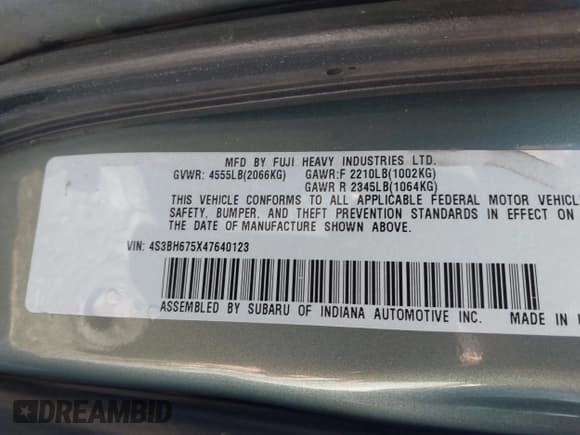 MFD BY FUJI HEAVY INDUSTRIES LTD.
GVWR: 4555LB(2066KG) GAWR:F 2210LB(1002KG)
GAWR R 2345LB(1064KG)
THIS VEHICLE CONFORMS TO ALL APPLICABLE FEDERAL MOTOR VEHICL
SAFETY, BUMPER, AND THEFT PREVENTION STANDARDS IN EFFECT ON
THE DATE OF MANUFACTURE SHOWN ABOVE.
VIN: 4S3BH675X47640123
ASSEMBLED BY SUBARU OF INDIANA AUTOMOTIVE INC. MADE IN
DREAMBID